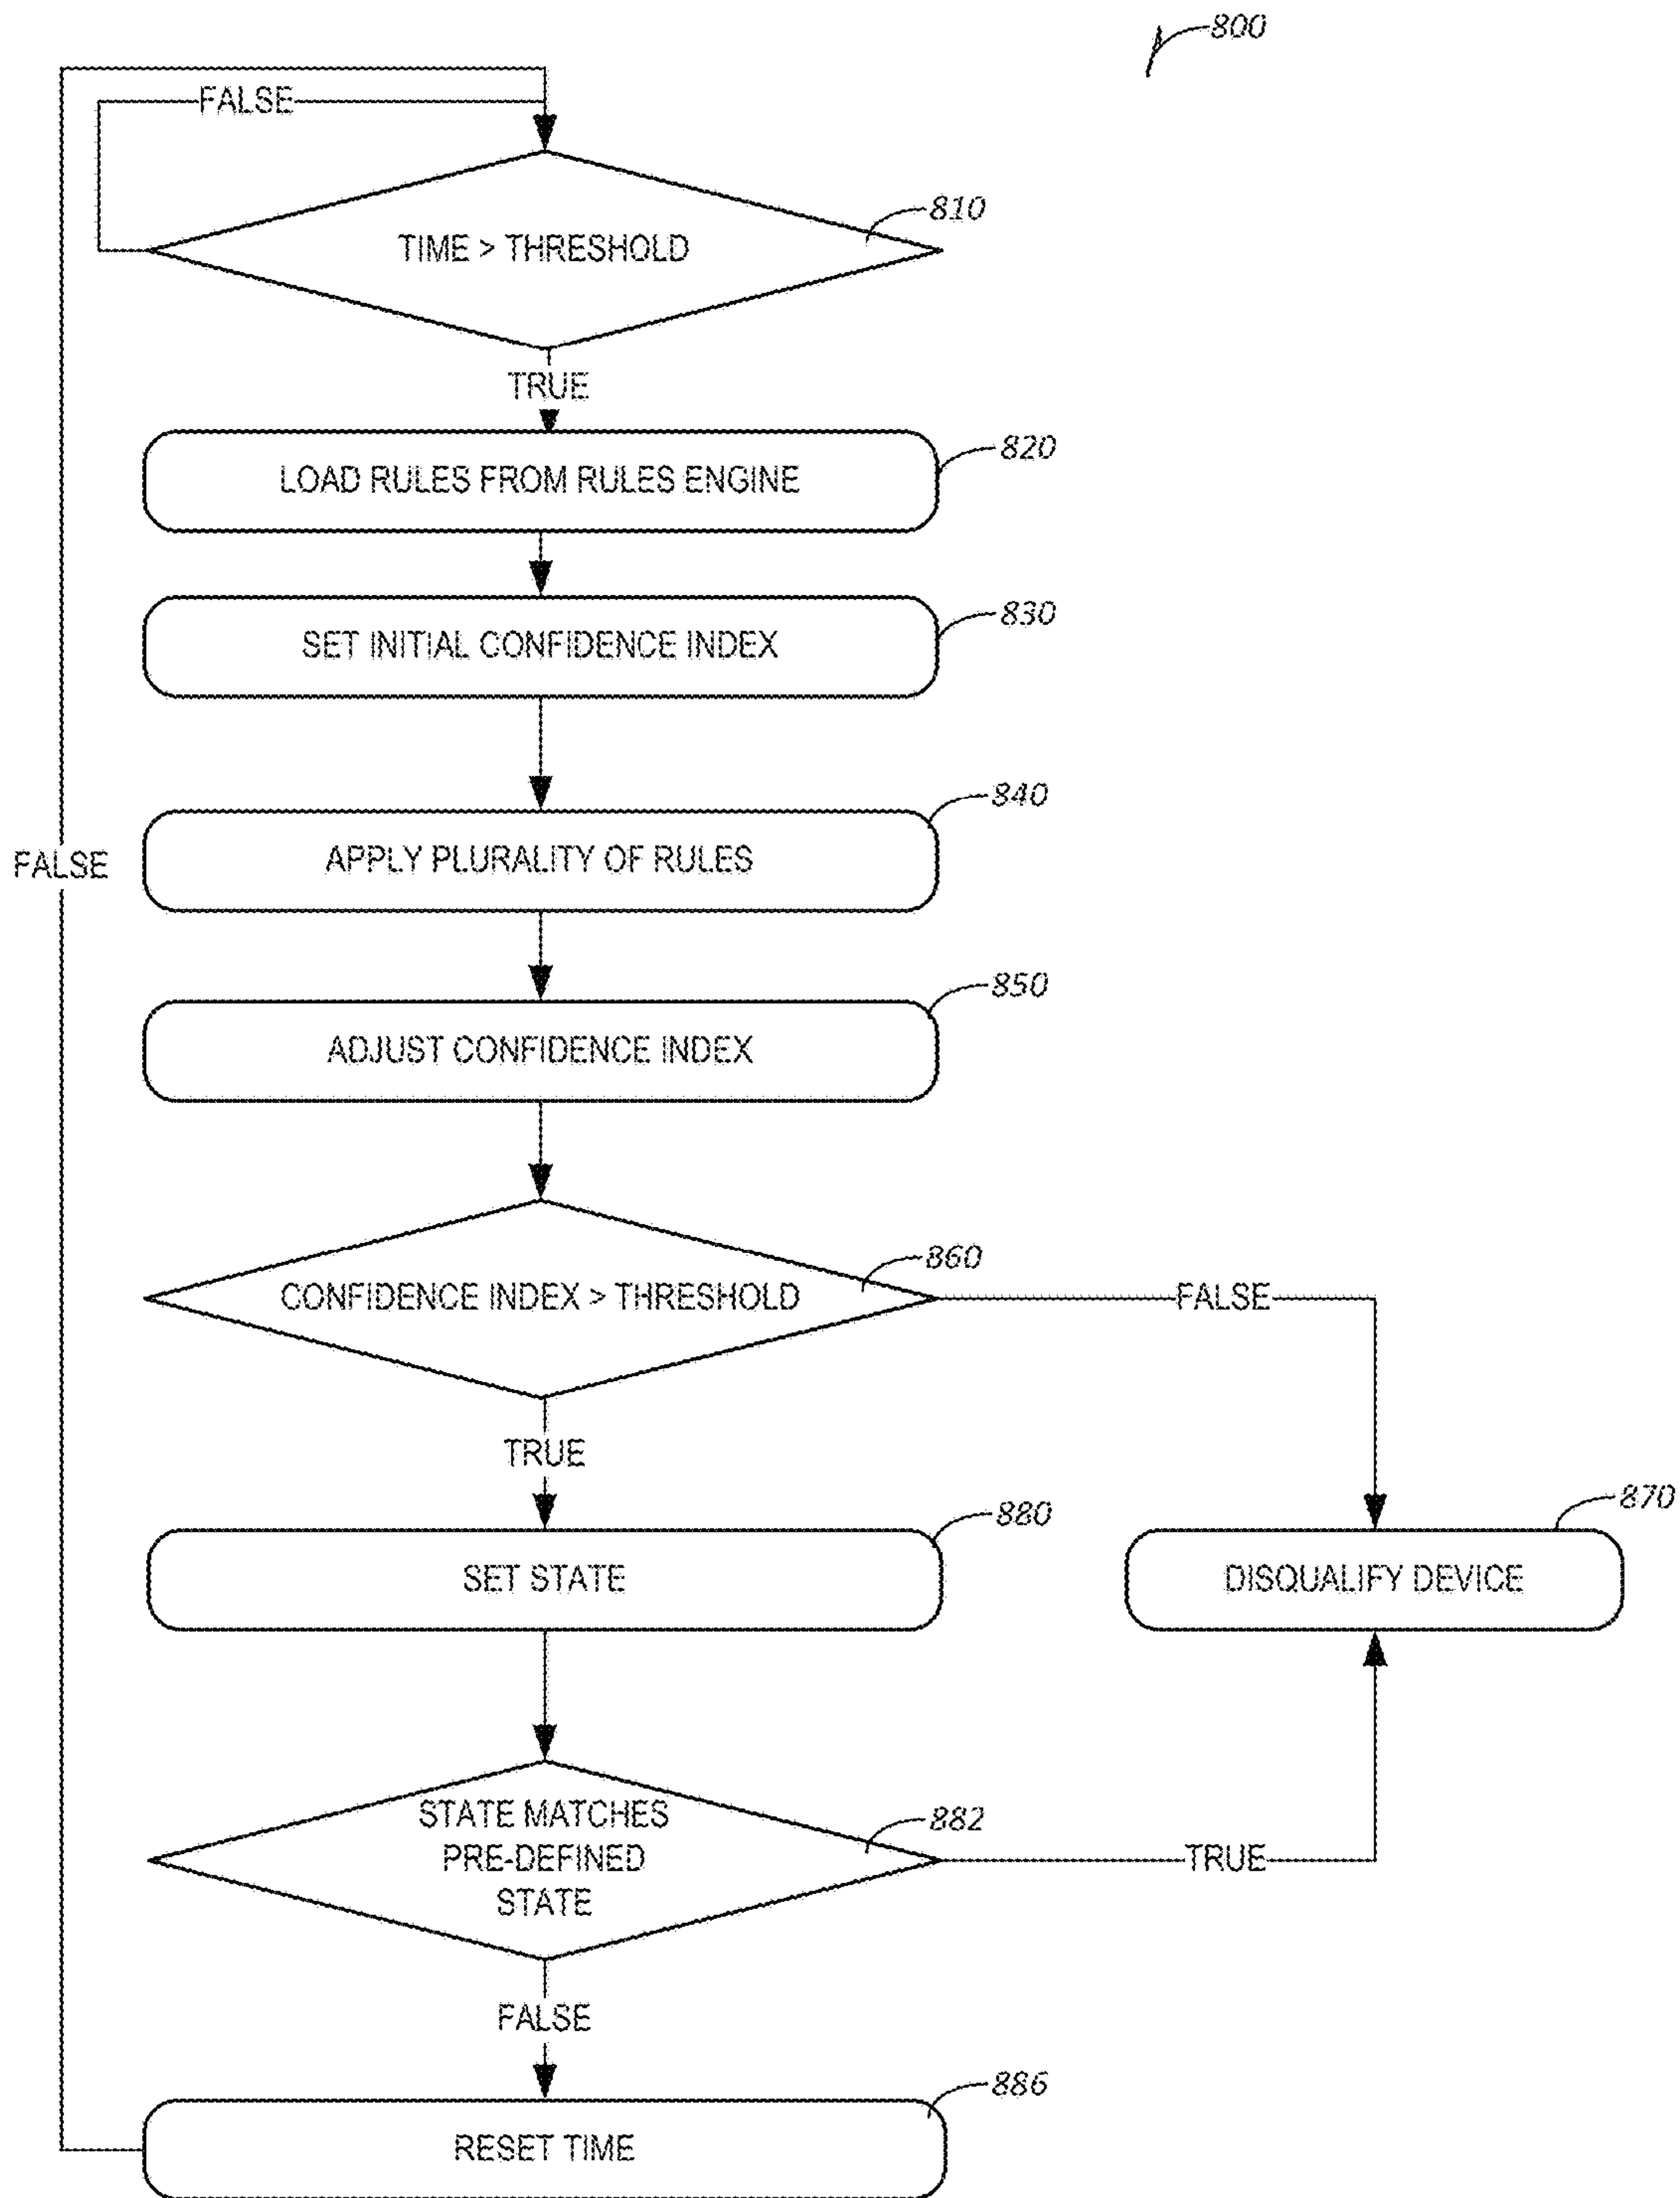 800
FALSE
810
TIME > THRESHOLD
TRUE
820
LOAD RULES FROM RULES ENGINE
830
SET INITIAL CONFIDENCE INDEX
840
APPLY PLURALITY OF RULES
FALSE
850
ADJUST CONFIDENCE INDEX
860
CONFIDENCE INDEX > THRESHOLD
FALSE
TRUE
880
SET STATE
870
DISQUALIFY DEVICE
882
STATE MATCHES
PRE-DEFINED
STATE
TRUE
FALSE
886
RESET TIME